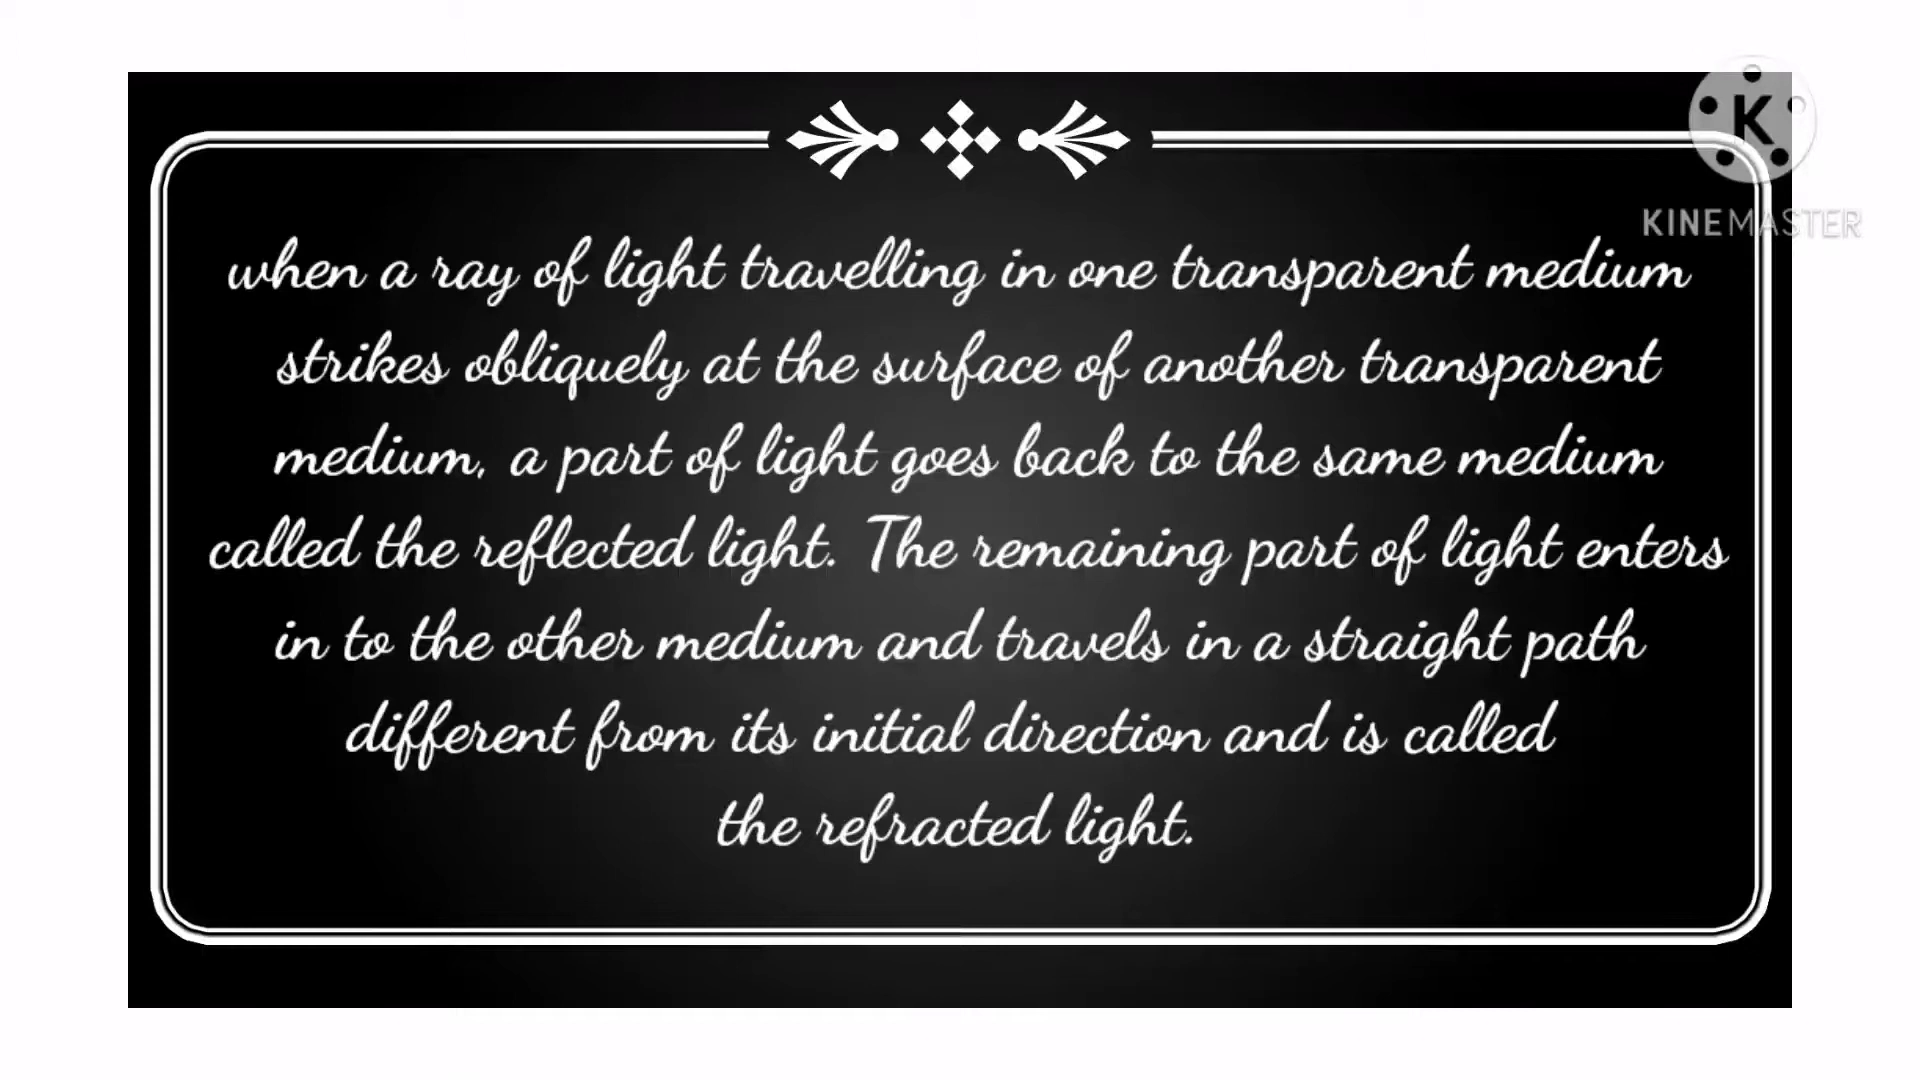 K
KINEMASTER
when a ray of light travelling in one transparent medium
strikes obliquely at the surface of another transparent
medium, a part of light goes back to the same medium
called the reflected light. The remaining part of light enters
in to the other medium and travels in a straight path
different from its initial direction and is called
the refracted light.